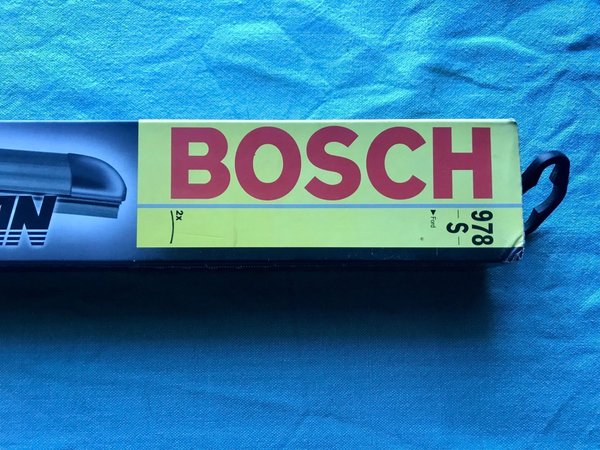 BOSCH
2x
▶ Ford
978
-S-